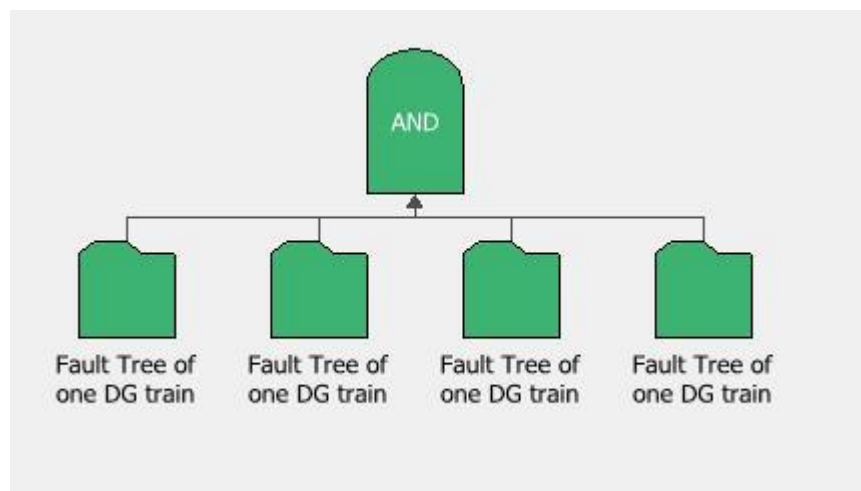 AND
Fault Tree of
one DG train
Fault Tree of
one DG train
Fault Tree of
one DG train
Fault Tree of
one DG train